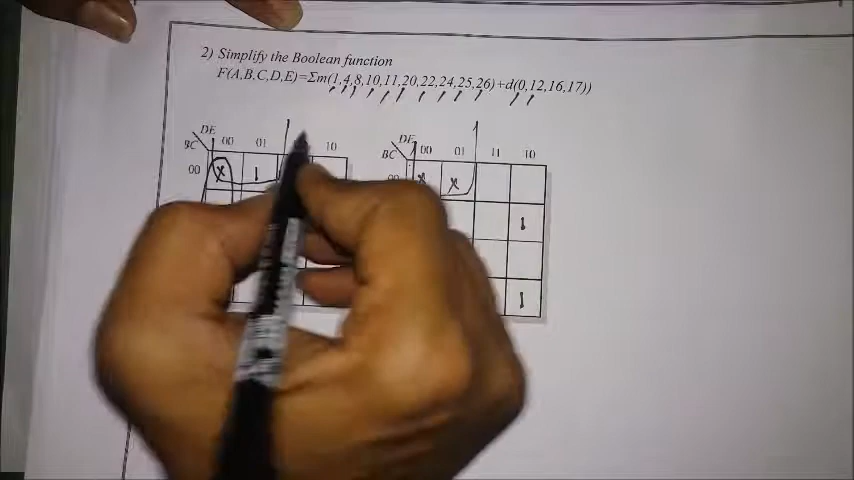 2) Simplify the Boolean function
F(A,B,C,D,E)=Σm(1,4,8,10,11,20,22,24,25,26)+d(0,12,16,17))
DE DE
BC 00 01 10 BC 00 01 11 10
00 x 1 x x
1
1